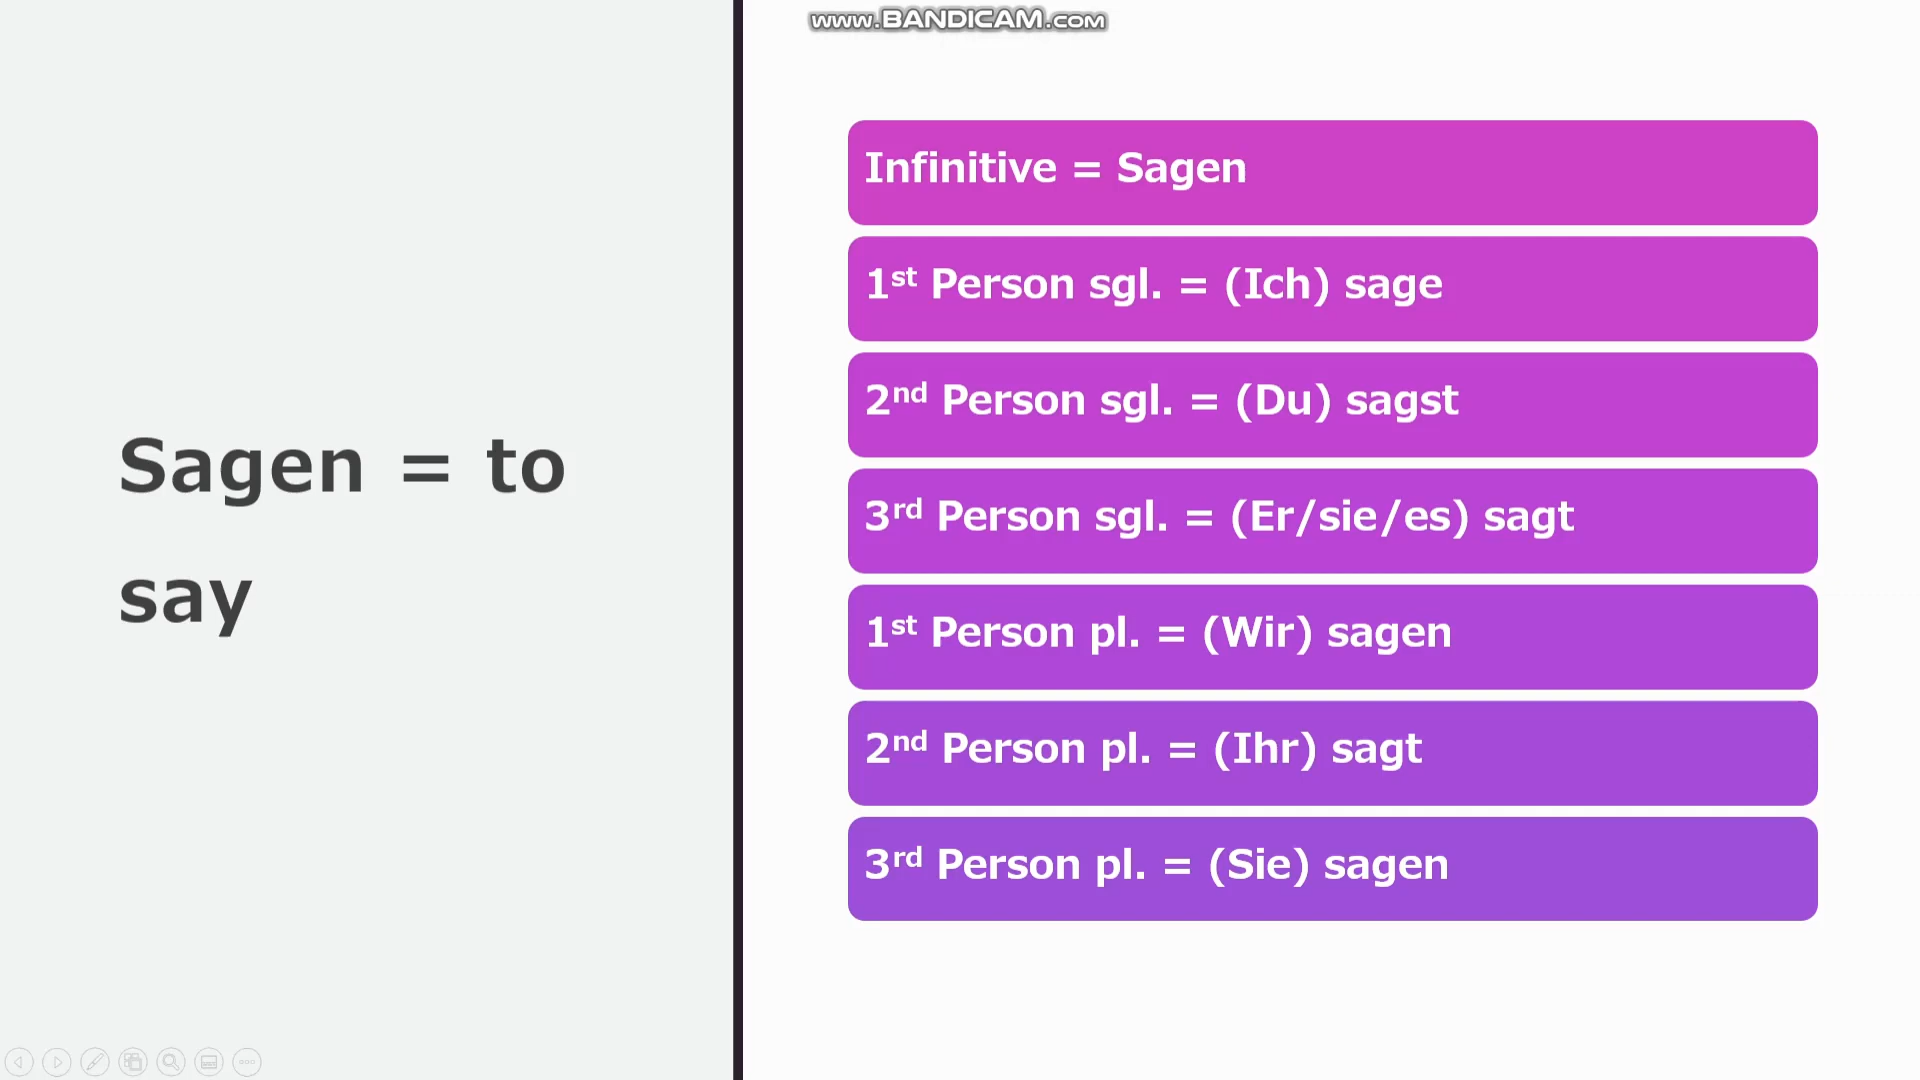 www.BANDICAM.com
Sagen = to
say
Infinitive = Sagen
1st Person sgl. = (Ich) sage
2nd Person sgl. = (Du) sagst
3rd Person sgl. = (Er/sie/es) sagt
1st Person pl. = (Wir) sagen
2nd Person pl. = (Ihr) sagt
3rd Person pl. = (Sie) sagen